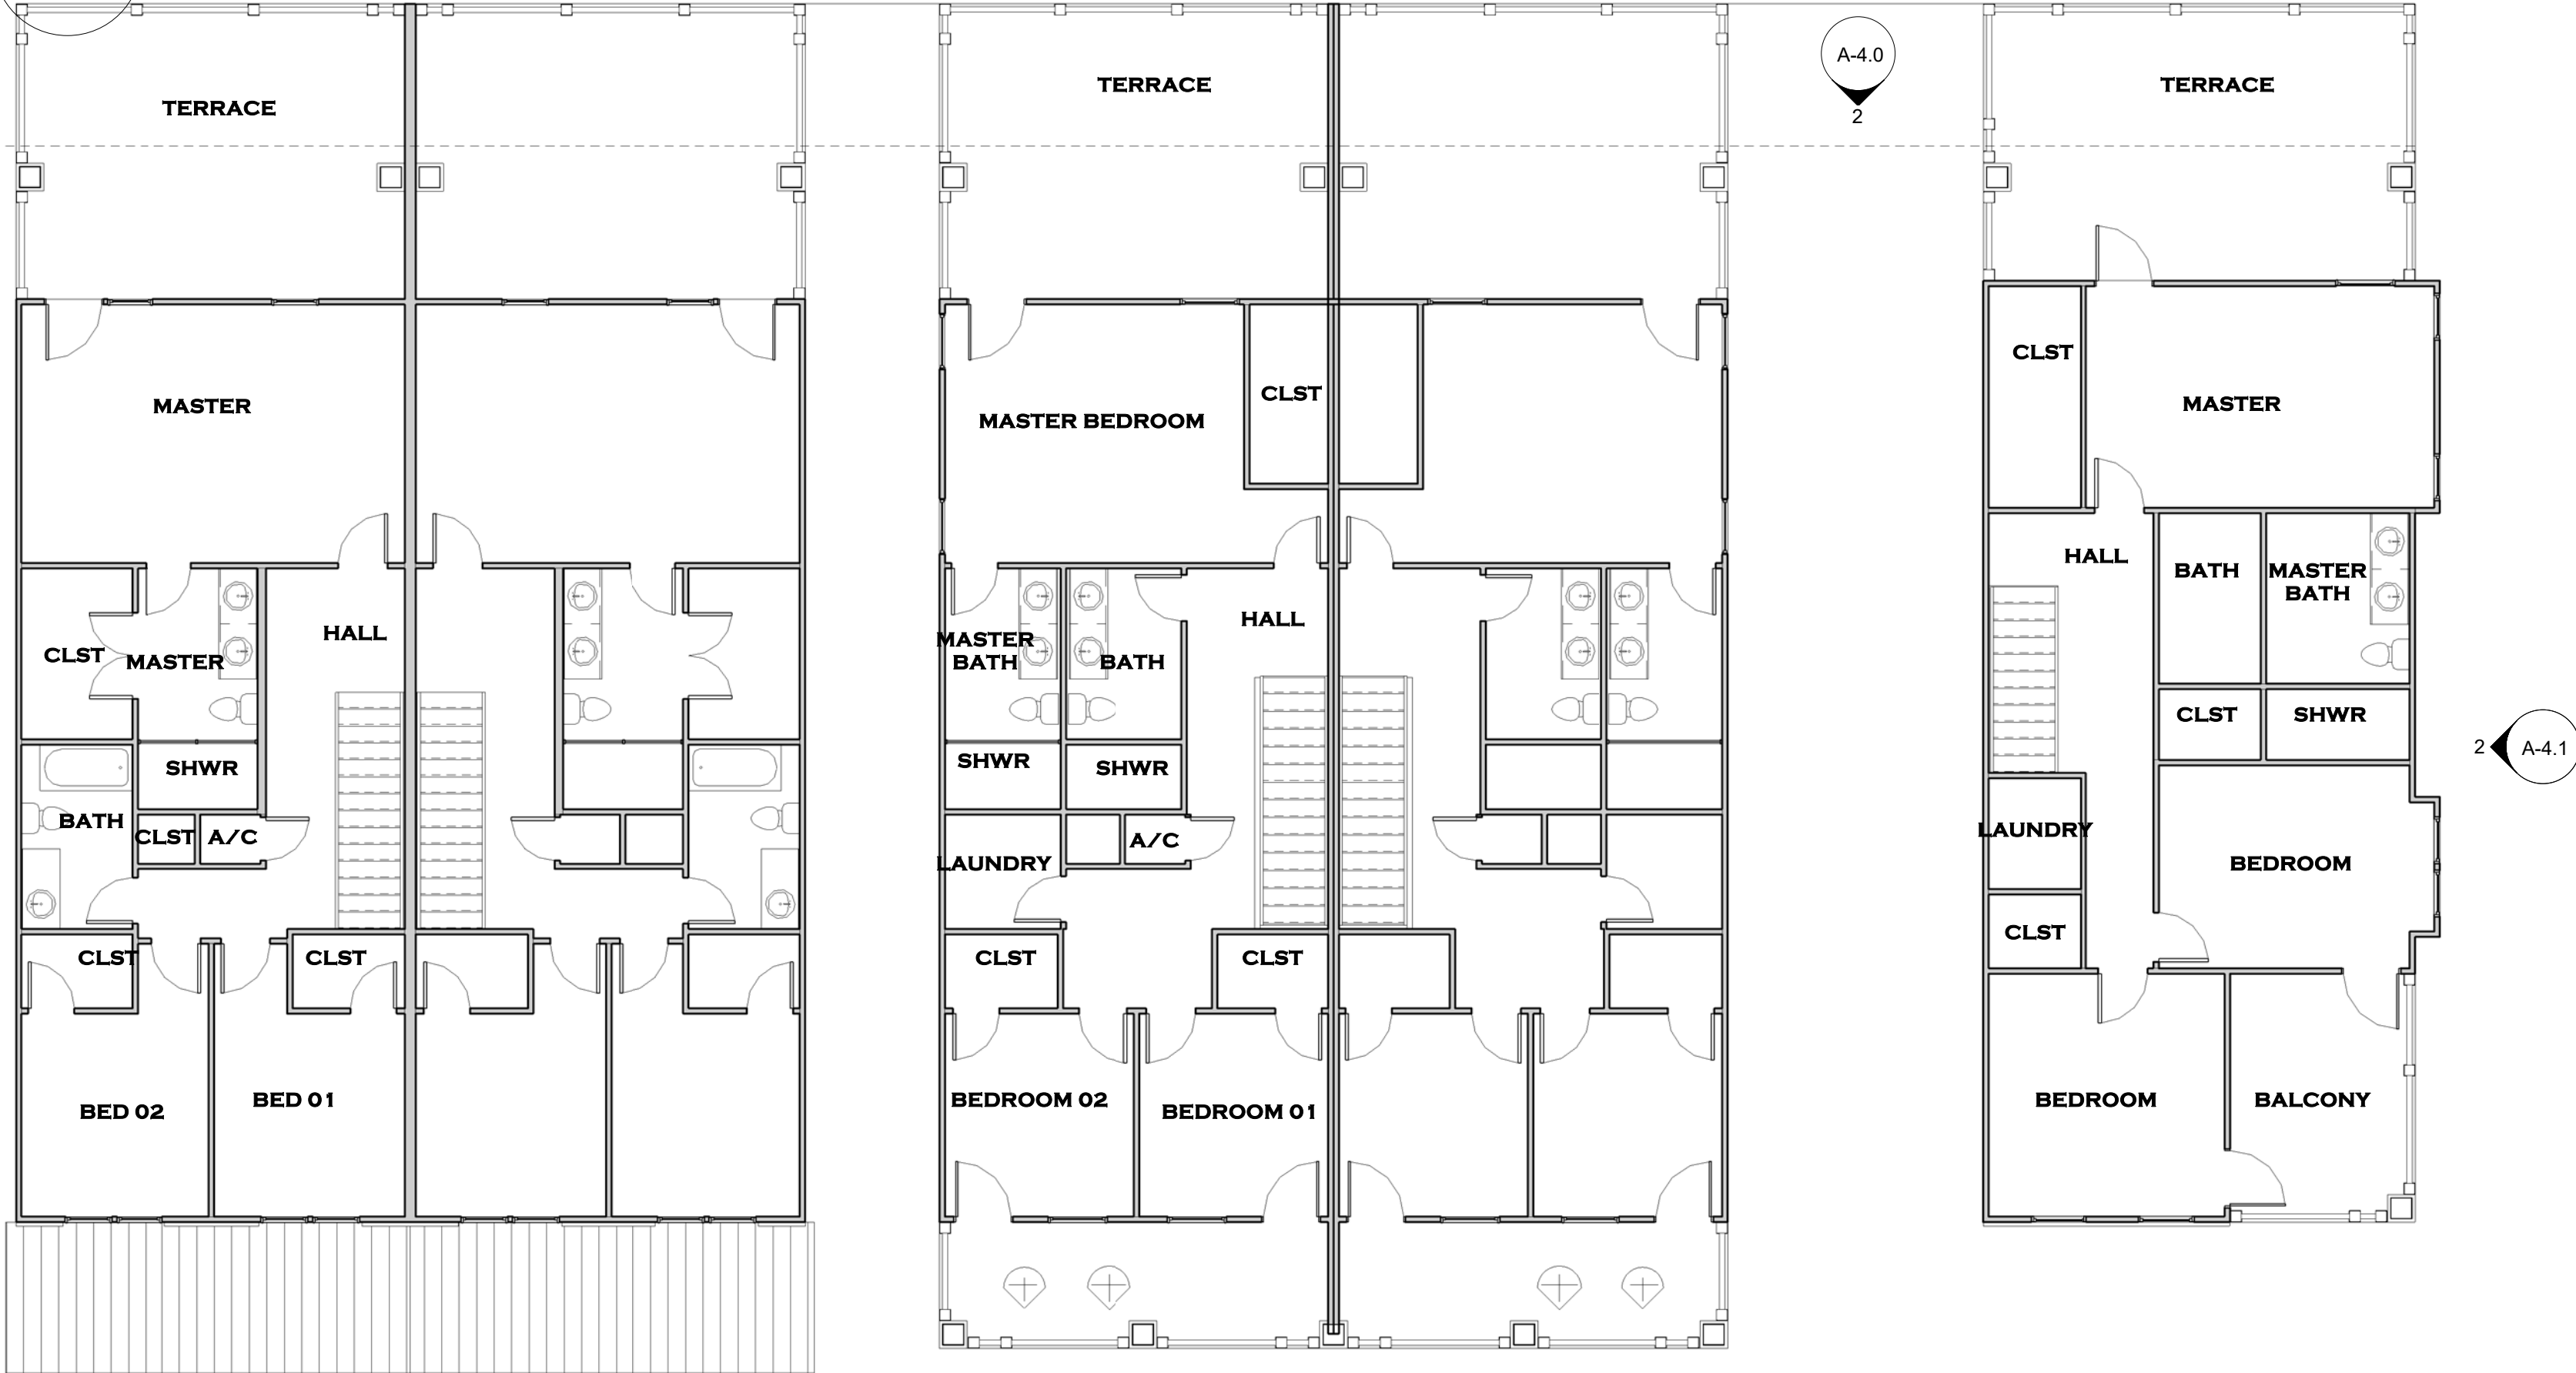 TERRACE
MASTER
HALL
CLST
MASTER
SHWR
BATH
CLST
A/C
CLST
CLST
BED 02
BED 01
TERRACE
CLST
MASTER BEDROOM
HALL
MASTER
BATH
BATH
SHWR
SHWR
A/C
LAUNDRY
CLST
CLST
BEDROOM 02
BEDROOM 01
A-4.0
2
TERRACE
CLST
MASTER
HALL
BATH
MASTER
BATH
CLST
SHWR
LAUNDRY
BEDROOM
CLST
BEDROOM
BALCONY
2
A-4.1